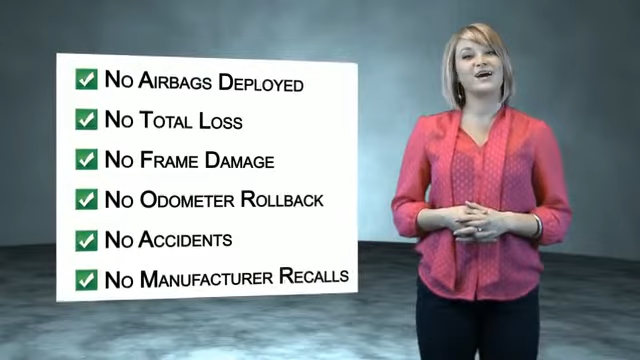 No Airbags Deployed
No Total Loss
No Frame Damage
No Odometer Rollback
No Accidents
No Manufacturer Recalls